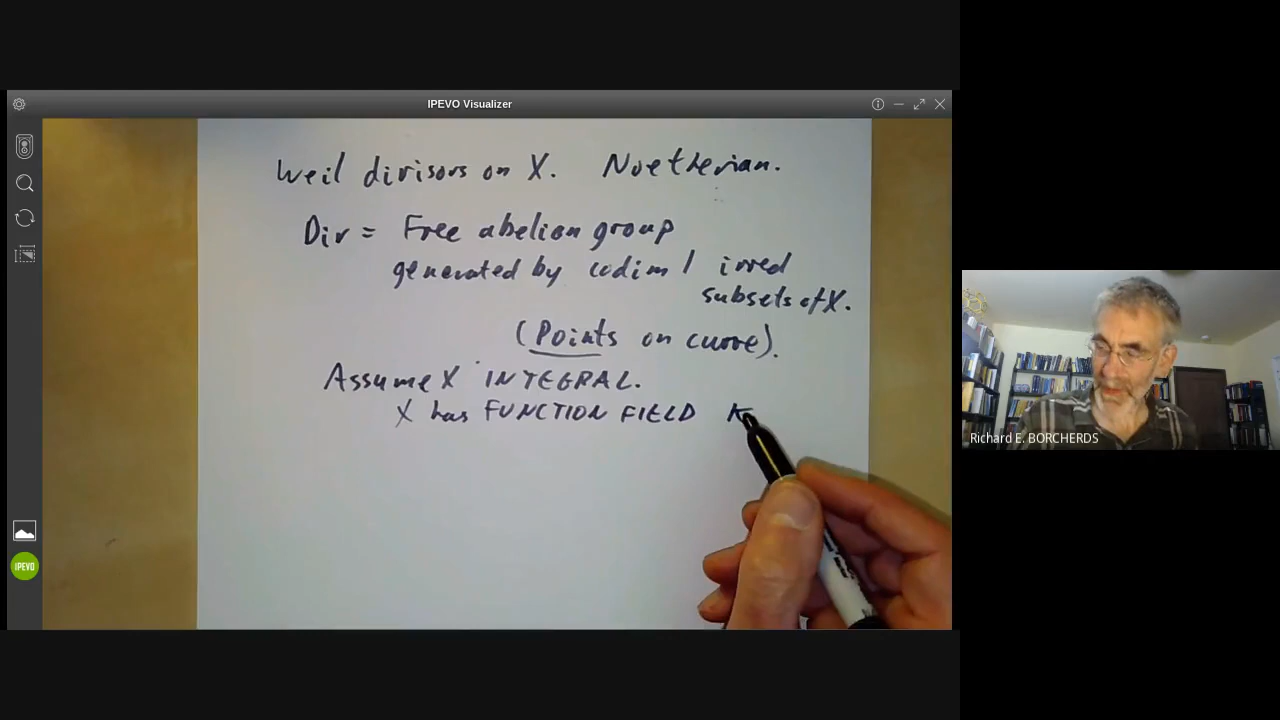 IPEVO Visualizer
Weil divisors on X. Noetherian.
Div = Free abelian group
generated by codim 1 irred
subsets of X.
(Points on curve).
Assume X INTEGRAL.
X has FUNCTION FIELD K
Richard E. BORCHERDS
IPEVO